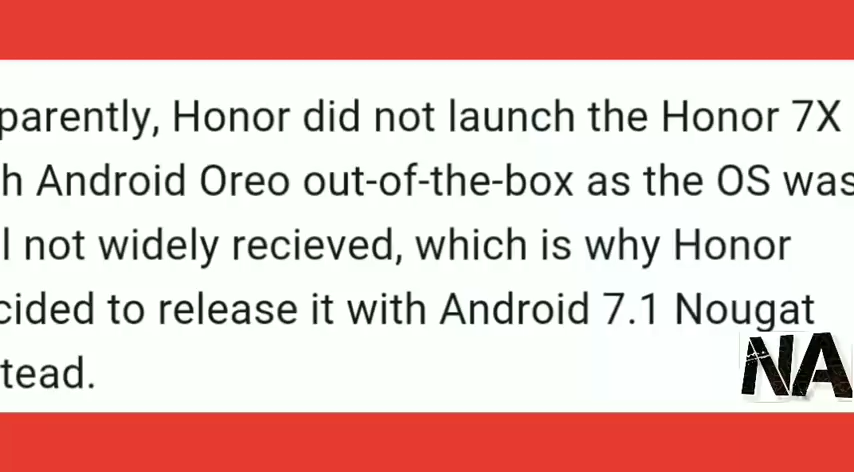 parently, Honor did not launch the Honor 7X
h Android Oreo out-of-the-box as the OS was
l not widely recieved, which is why Honor
cided to release it with Android 7.1 Nougat
tead.
NA